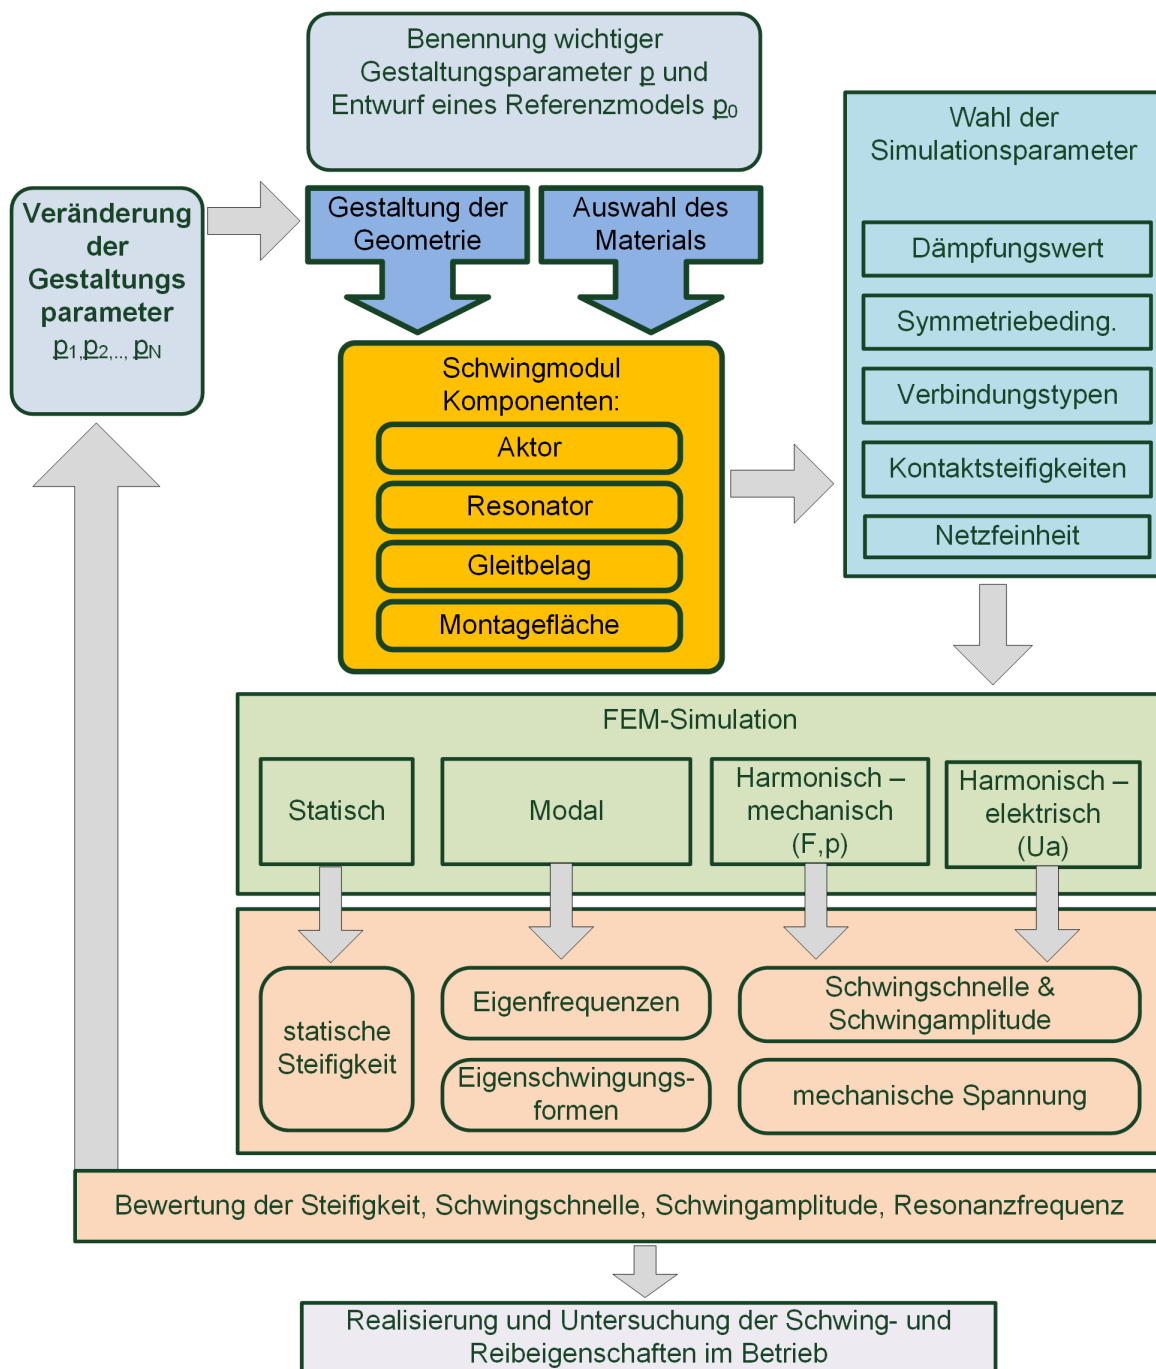 Benennung wichtiger
Gestaltungsparameter p und
Entwurf eines Referenzmodels p0
Wahl der
Simulationsparameter
Dämpfungswert
Symmetriebeding.
Verbindungstypen
Kontaktsteifigkeiten
Netzfeinheit
Veränderung
der
Gestaltungs
parameter
p1,p2,.., pN
Gestaltung der
Geometrie
Auswahl des
Materials
Schwingmodul
Komponenten:
Aktor
Resonator
Gleitbelag
Montagefläche
FEM-Simulation
Statisch
Modal
Harmonisch –
mechanisch
(F,p)
Harmonisch –
elektrisch
(Ua)
statische
Steifigkeit
Eigenfrequenzen
Eigenschwingungs-
formen
Schwingschnelle &
Schwingamplitude
mechanische Spannung
Bewertung der Steifigkeit, Schwingschnelle, Schwingamplitude, Resonanzfrequenz
Realisierung und Untersuchung der Schwing- und
Reibeigenschaften im Betrieb